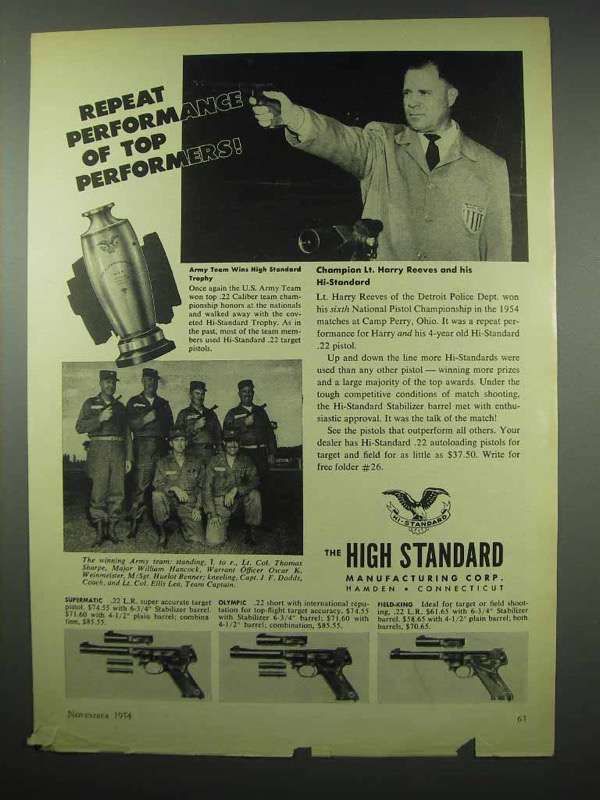 REPEAT
PERFORMANCE
OF TOP
PERFORMERS!
Army Team Wins High Standard
Trophy
Once again the U.S. Army Team
won top .22 Caliber team cham-
pionship honors at the nationals
and walked away with the cov-
eted Hi-Standard Trophy. As in
the past, most of the team mem-
bers used Hi-Standard .22 target
pistols.
Champion Lt. Harry Reeves and his
Hi-Standard
Lt. Harry Reeves of the Detroit Police Dept. won
his sixth National Pistol Championship in the 1954
matches at Camp Perry, Ohio. It was a repeat per-
formance for Harry and his 4-year old Hi-Standard
.22 pistol.
Up and down the line more Hi-Standards were
used than any other pistol — winning more prizes
and a large majority of the top awards. Under the
tough competitive conditions of match shooting,
the Hi-Standard Stabilizer barrel met with enthu-
siastic approval. It was the talk of the match!
See the pistols that outperform all others. Your
dealer has Hi-Standard .22 autoloading pistols for
target and field for as little as $37.50. Write for
free folder #26.
The winning Army team: standing, l. to r., Lt. Col. Thomas
Sharpe, Major William Hancock, Warrant Officer Oscar K.
Weinmeister, M/Sgt. Huelet Benner; kneeling, Capt. J. F. Dodds,
Coach, and Lt. Col. Ellis Lea, Team Captain.
HI-STANDARD
THE HIGH STANDARD
MANUFACTURING CORP.
HAMDEN • CONNECTICUT
SUPERMATIC .22 L.R. super accurate target
pistol. $74.55 with 6-3/4" Stabilizer barrel.
$71.60 with 4-1/2" plain barrel; combina
tion, $85.55.
OLYMPIC .22 short with international repu-
tation for top-flight target accuracy. $74.55
with Stabilizer 6-3/4" barrel; $71.60 with
4-1/2" barrel; combination, $85.55.
FIELD-KING Ideal for target or field shoot-
ing. .22 L.R. $61.65 with 6-3/4" Stabilizer
barrel. $58.65 with 4-1/2" plain barrel; both
barrels, $70.65.
November 1954
61